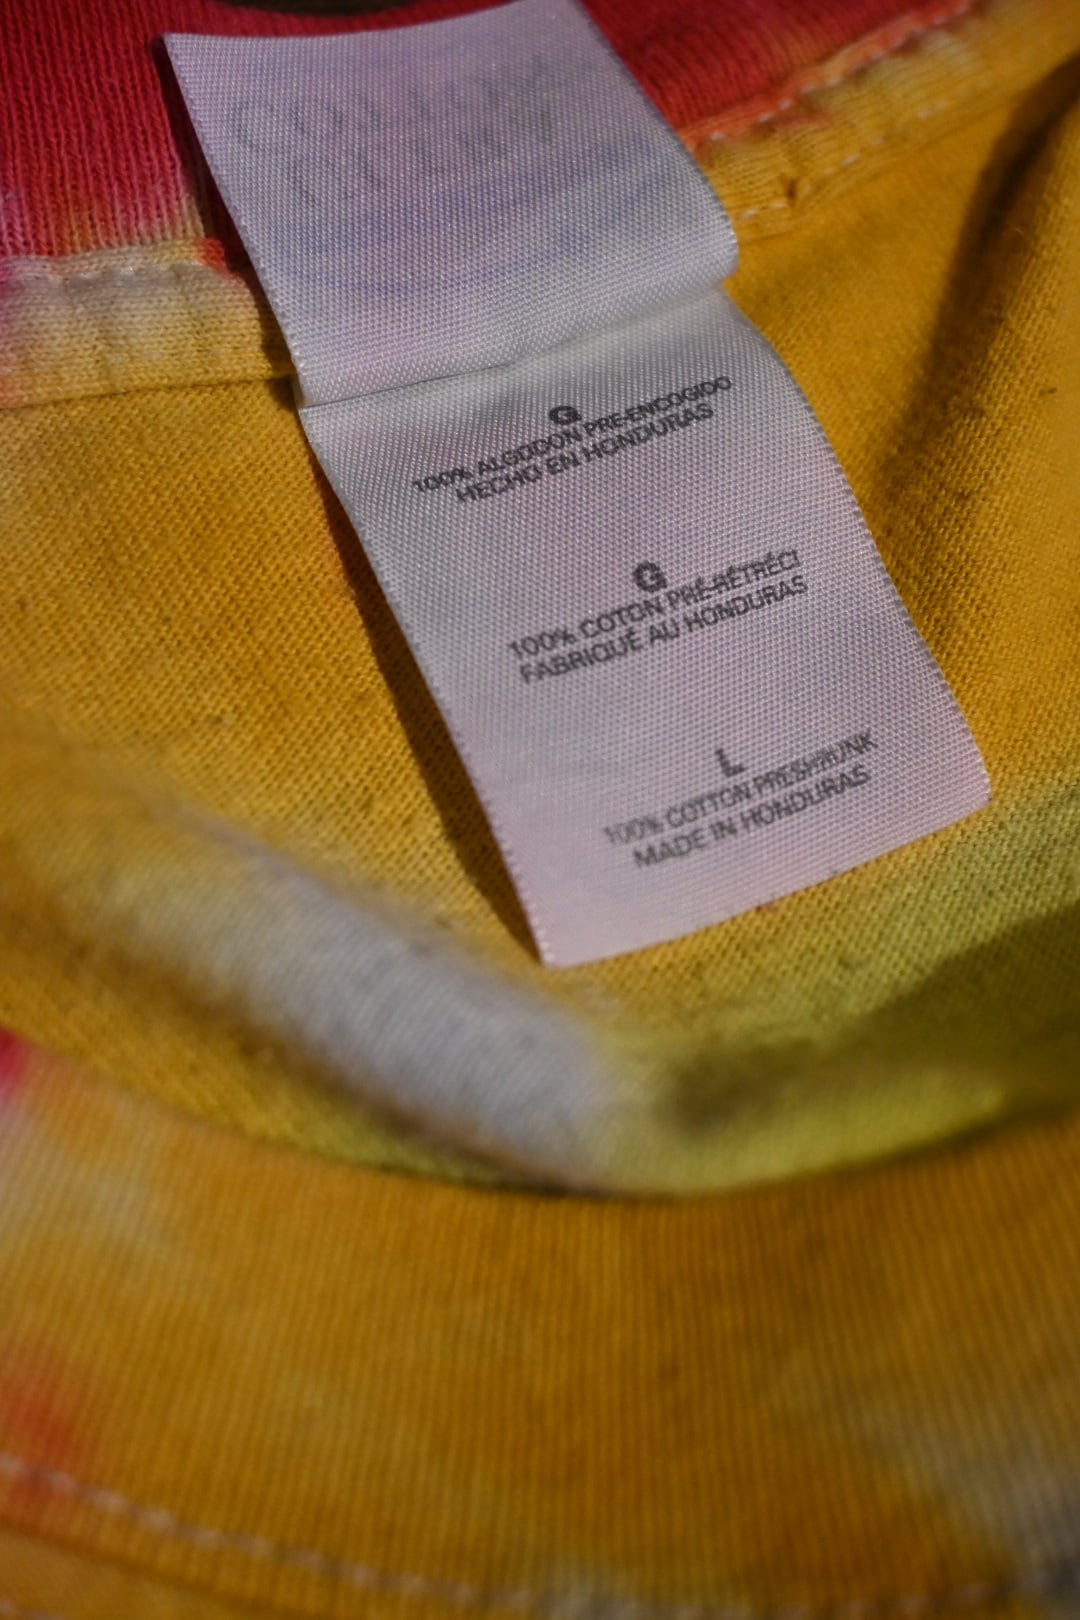 G
100% ALGODON PRE-ENCOGIDO
HECHO EN HONDURAS
G
100% COTON PRÉ-RÉTRÉCI
FABRIQUÉ AU HONDURAS
L
100% COTTON PRESHRUNK
MADE IN HONDURAS